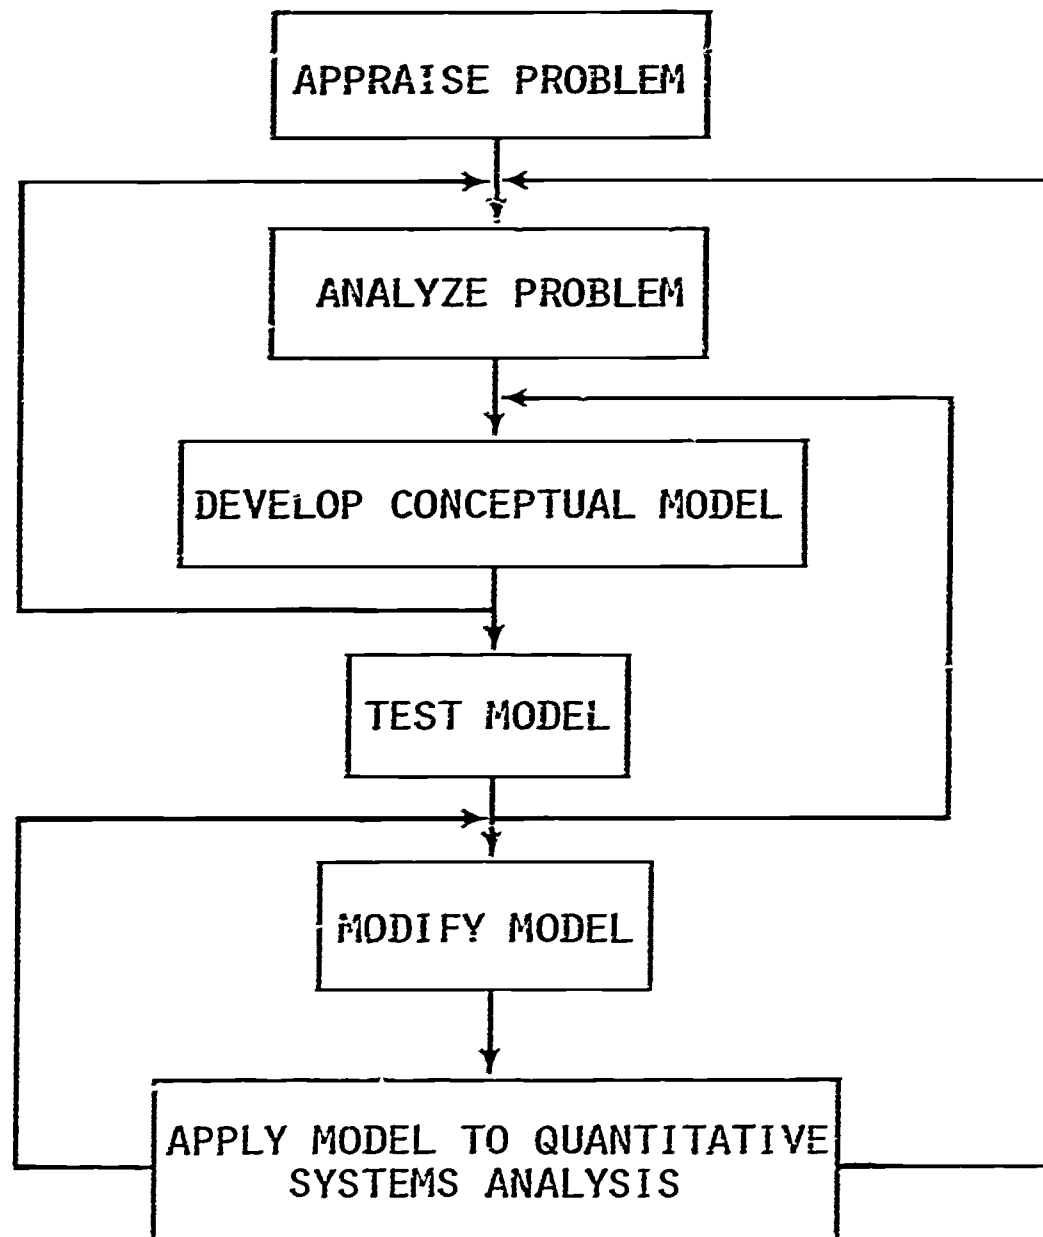 APPRAISE PROBLEM
ANALYZE PROBLEM
DEVELOP CONCEPTUAL MODEL
TEST MODEL
MODIFY MODEL
APPLY MODEL TO QUANTITATIVE
SYSTEMS ANALYSIS